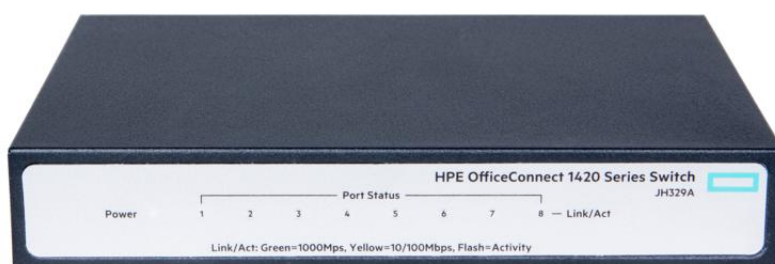 HPE OfficeConnect 1420 Series Switch
JH329A
Port Status
Power 1 2 3 4 5 6 7 8 — Link/Act
Link/Act: Green=1000Mps, Yellow=10/100Mbps, Flash=Activity